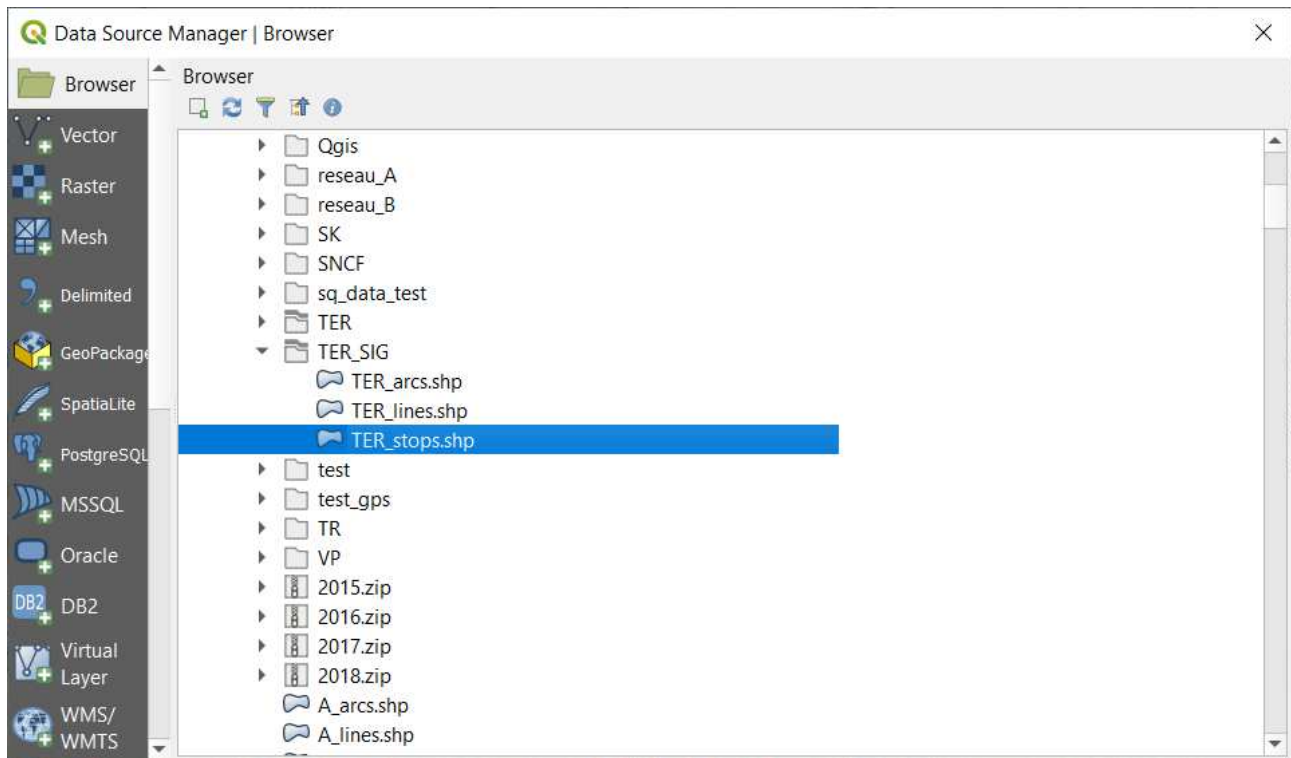 Data Source Manager | Browser
Browser
Vector
Raster
Mesh
Delimited
GeoPackage
SpatiaLite
PostgreSQL
MSSQL
Oracle
DB2
DB2
Virtual
Layer
WMS/
WMTS
Browser
Qgis
reseau_A
reseau_B
SK
SNCF
sq_data_test
TER
TER_SIG
TER_arcs.shp
TER_lines.shp
TER_stops.shp
test
test_gps
TR
VP
2015.zip
2016.zip
2017.zip
2018.zip
A_arcs.shp
A_lines.shp